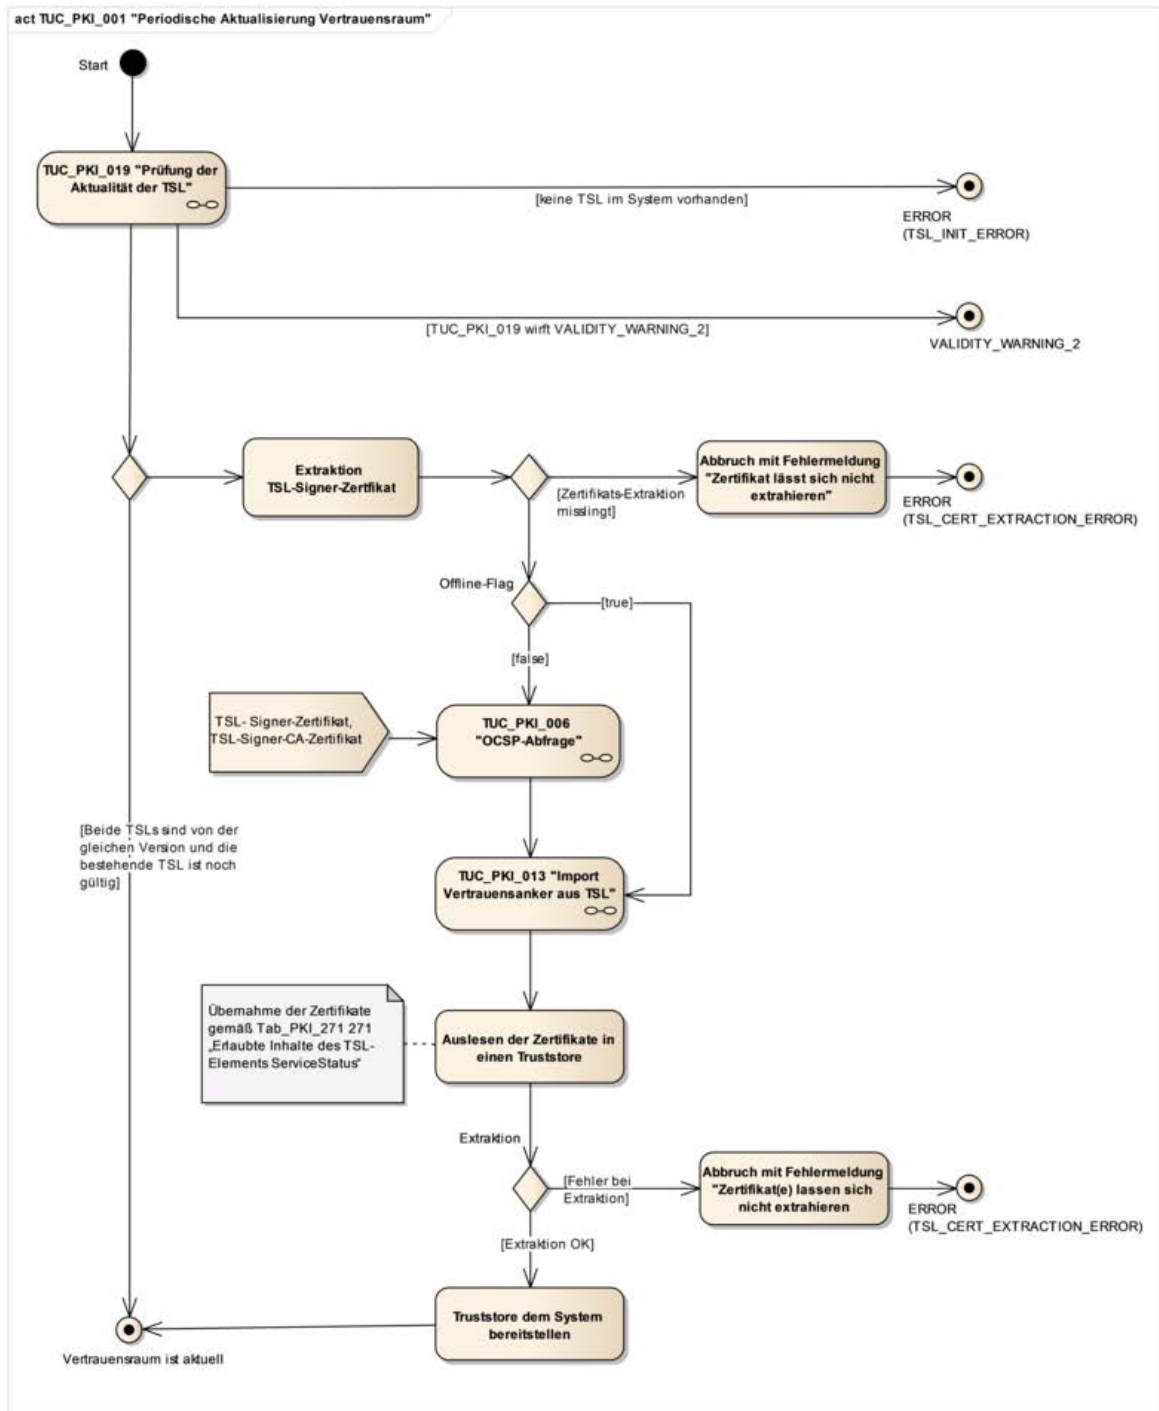 act TUC_PKI_001 "Periodische Aktualisierung Vertrauensraum"
Start
TUC_PKI_019 "Prüfung der
Aktualität der TSL"
[keine TSL im System vorhanden]
ERROR
(TSL_INIT_ERROR)
[TUC_PKI_019 wirft VALIDITY_WARNING_2]
VALIDITY_WARNING_2
Extraktion
TSL-Signer-Zertfikat
[Zertifikats-Extraktion
misslingt]
Abbruch mit Fehlermeldung
"Zertifikat lässt sich nicht
extrahieren"
ERROR
(TSL_CERT_EXTRACTION_ERROR)
Offline-Flag
[true]
[false]
TSL- Signer-Zertifikat,
TSL-Signer-CA-Zertifikat
TUC_PKI_006
"OCSP-Abfrage"
[Beide TSLs sind von der
gleichen Version und die
bestehende TSL ist noch
gültig]
TUC_PKI_013 "Import
Vertrauensanker aus TSL"
Übernahme der Zertifikate
gemäß Tab_PKI_271 271
„Erlaubte Inhalte des TSL-
Elements ServiceStatus“
Auslesen der Zertifikate in
einen Truststore
Extraktion
[Fehler bei
Extraktion]
Abbruch mit Fehlermeldung
"Zertifikat(e) lassen sich
nicht extrahieren
ERROR
(TSL_CERT_EXTRACTION_ERROR)
[Extraktion OK]
Truststore dem System
bereitstellen
Vertrauensraum ist aktuell